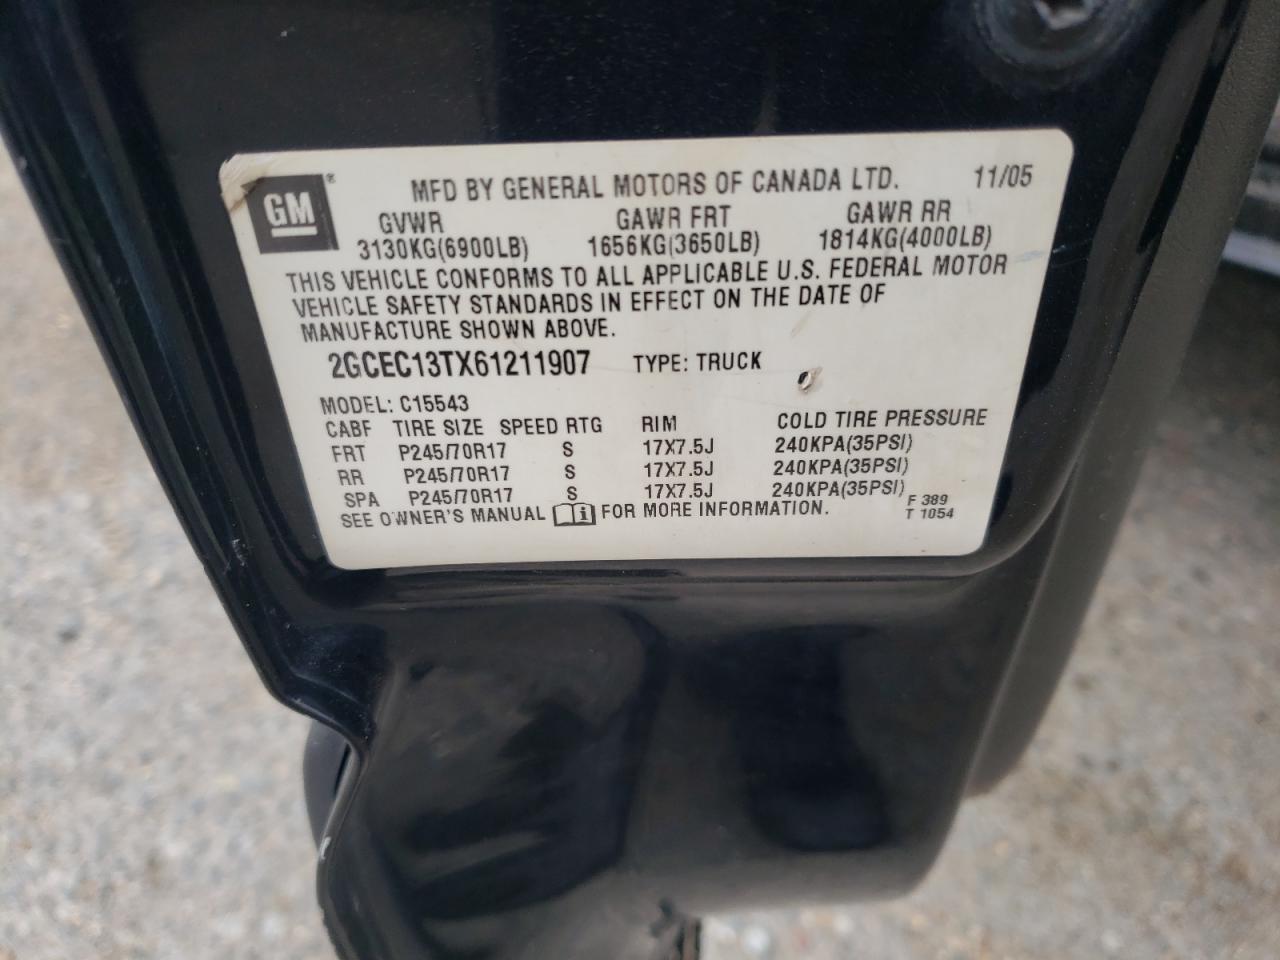 GM ® MFD BY GENERAL MOTORS OF CANADA LTD. 11/05
GVWR GAWR FRT GAWR RR
3130KG(6900LB) 1656KG(3650LB) 1814KG(4000LB)
THIS VEHICLE CONFORMS TO ALL APPLICABLE U.S. FEDERAL MOTOR
VEHICLE SAFETY STANDARDS IN EFFECT ON THE DATE OF
MANUFACTURE SHOWN ABOVE.
2GCEC13TX61211907 TYPE: TRUCK
MODEL: C15543
CABF TIRE SIZE SPEED RTG RIM COLD TIRE PRESSURE
FRT P245/70R17 S 17X7.5J 240KPA(35PSI)
RR P245/70R17 S 17X7.5J 240KPA(35PSI)
SPA P245/70R17 S 17X7.5J 240KPA(35PSI)
SEE OWNER'S MANUAL i FOR MORE INFORMATION.
F 389
T 1054